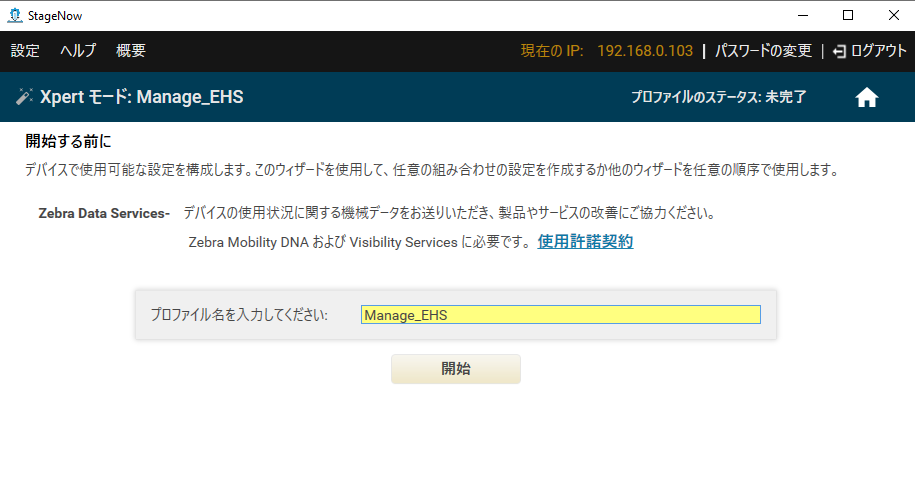 StageNow
設定 ヘルプ 概要 現在の IP: 192.168.0.103 | パスワードの変更 | ログアウト
Xpert モード: Manage_EHS プロファイルのステータス: 未完了
開始する前に
デバイスで使用可能な設定を構成します。このウィザードを使用して、任意の組み合わせの設定を作成するか他のウィザードを任意の順序で使用します。
Zebra Data Services- デバイスの使用状況に関する機械データをお送りいただき、製品やサービスの改善にご協力ください。
Zebra Mobility DNA および Visibility Services に必要です。 使用許諾契約
プロファイル名を入力してください: Manage_EHS
開始